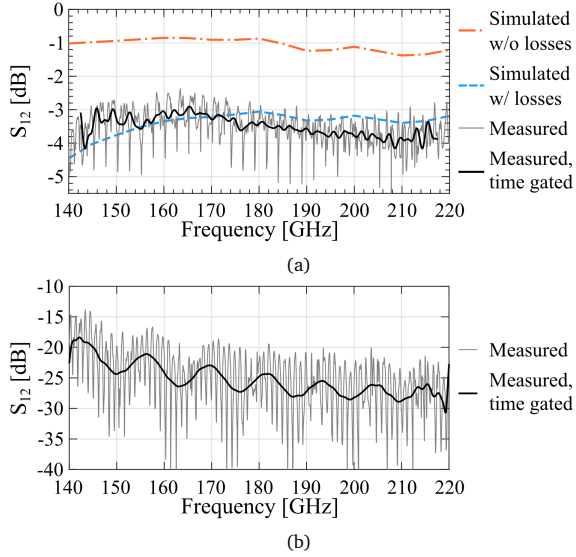 0
-1
-2
-3
-4
-5
S12 [dB]
140 150 160 170 180 190 200 210 220
Frequency [GHz]
Simulated
w/o losses
Simulated
w/ losses
Measured
Measured,
time gated
(a)
-10
-15
-20
-25
-30
-35
-40
S12 [dB]
140 150 160 170 180 190 200 210 220
Frequency [GHz]
Measured
Measured,
time gated
(b)